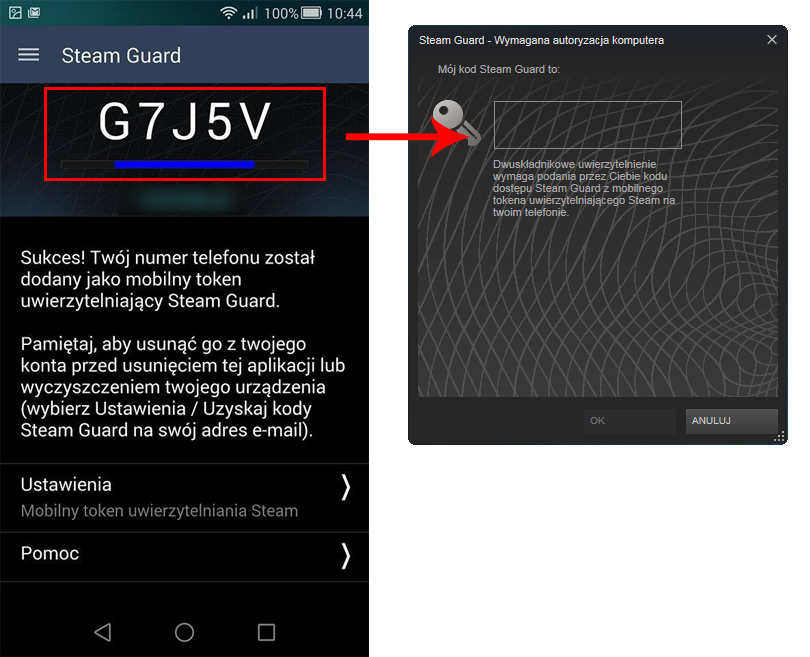 100% 10:44
Steam Guard
G7J5V
Sukces! Twój numer telefonu został
dodany jako mobilny token
uwierzytelniający Steam Guard.
Pamiętaj, aby usunąć go z twojego
konta przed usunięciem tej aplikacji lub
wyczyszczeniem twojego urządzenia
(wybierz Ustawienia / Uzyskaj kody
Steam Guard na swój adres e-mail).
Ustawienia
Mobilny token uwierzytelniania Steam
Pomoc
Steam Guard - Wymagana autoryzacja komputera
Mój kod Steam Guard to:
Dwuskładnikowe uwierzytelnienie
wymaga podania przez Ciebie kodu
dostępu Steam Guard z mobilnego
tokena uwierzytelniającego Steam na
twoim telefonie.
OK
ANULUJ